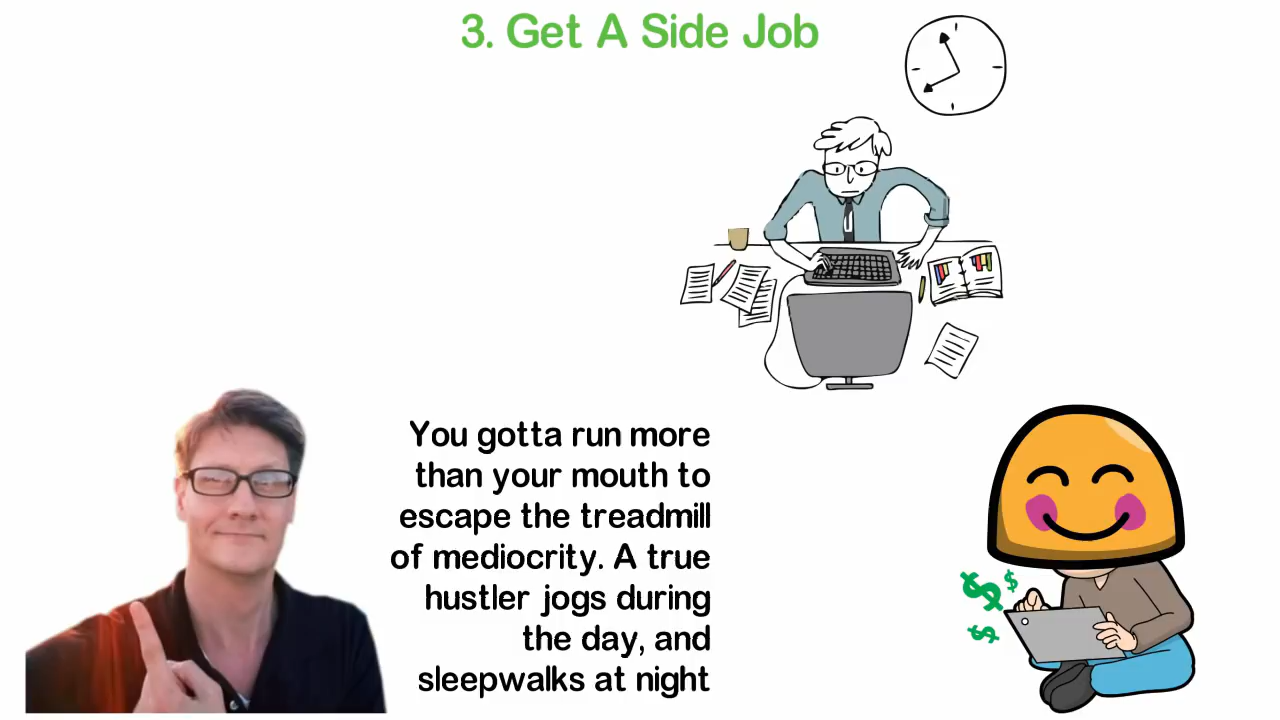 3. Get A Side Job
You gotta run more
than your mouth to
escape the treadmill
of mediocrity. A true
hustler jogs during
the day, and
sleepwalks at night
$
$
$